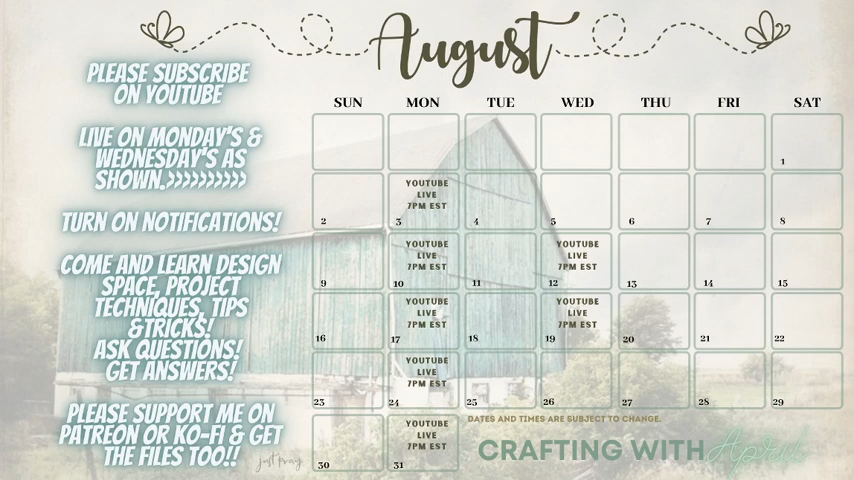 August
PLEASE SUBSCRIBE
ON YOUTUBE
LIVE ON MONDAY'S &
WEDNESDAY'S AS
SHOWN.>>>>>>>>>>
TURN ON NOTIFICATIONS!
COME AND LEARN DESIGN
SPACE, PROJECT
TECHNIQUES, TIPS
&TRICKS!
ASK QUESTIONS!
GET ANSWERS!
PLEASE SUPPORT ME ON
PATREON OR KO-FI & GET
THE FILES TOO!!
SUN MON TUE WED THU FRI SAT
1
YOUTUBE
LIVE
7PM EST
2 3 4 5 6 7 8
YOUTUBE YOUTUBE
LIVE LIVE
7PM EST 7PM EST
9 10 11 12 13 14 15
YOUTUBE YOUTUBE
LIVE LIVE
7PM EST 7PM EST
16 17 18 19 20 21 22
YOUTUBE
LIVE
7PM EST
23 24 25 26 27 28 29
YOUTUBE
LIVE
7PM EST
30 31
DATES AND TIMES ARE SUBJECT TO CHANGE.
CRAFTING WITH April
just pray